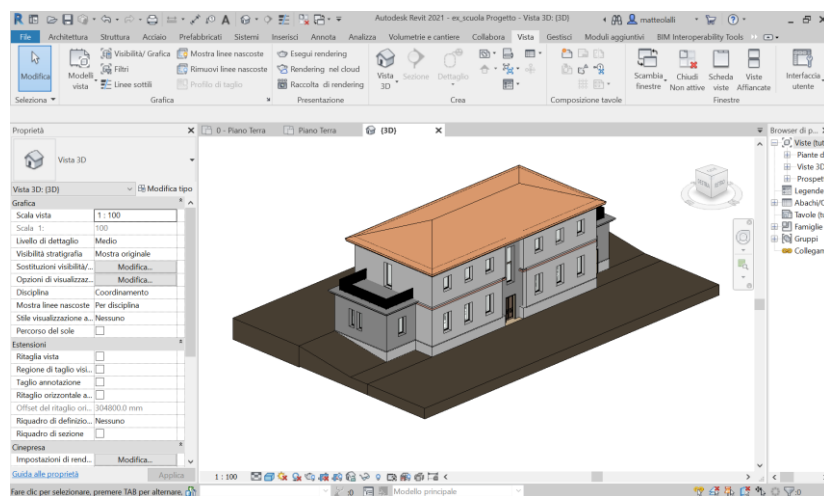 Autodesk Revit 2021 - ex_scuola Progetto - Vista 3D: {3D}
matteolalli
File Architettura Struttura Acciaio Prefabbricati Sistemi Inserisci Annota Analizza Volumetrie e cantiere Collabora Vista Gestisci Moduli aggiuntivi BIM Interoperability Tools
Modifica
Modelli vista
Visibilità/ Grafica
Filtri
Linee sottili
Mostra linee nascoste
Rimuovi linee nascoste
Profilo di taglio
Esegui rendering
Rendering nel cloud
Raccolta di rendering
Vista 3D
Sezione
Dettaglio
Scambia finestre
Chiudi Non attive
Scheda viste
Viste Affiancate
Interfaccia utente
Seleziona Grafica Presentazione Crea Composizione tavole Finestre
Proprietà
0 - Piano Terra
Piano Terra
{3D}
Browser di p...
Vista 3D
Vista 3D: {3D}
Modifica tipo
Grafica
Scala vista 1 : 100
Scala 1: 100
Livello di dettaglio Medio
Visibilità stratigrafia Mostra originale
Sostituzioni visibilità/... Modifica...
Opzioni di visualizzaz... Modifica...
Disciplina Coordinamento
Mostra linee nascoste Per disciplina
Stile visualizzazione a... Nessuno
Percorso del sole
Estensioni
Ritaglia vista
Regione di taglio visi...
Taglio annotazione
Ritaglio orizzontale a...
Offset del ritaglio ori... 304800.0 mm
Riquadro di definizio... Nessuno
Riquadro di sezione
Cinepresa
Impostazioni di rend... Modifica...
Guida alle proprietà
Applica
Viste (tut
Piante d
Viste 3D
Prospet
Legende
Abachi/C
Tavole (t
Famiglie
Gruppi
Collegam
1 : 100
Fare clic per selezionare, premere TAB per alternare,
:0
Modello principale
:0